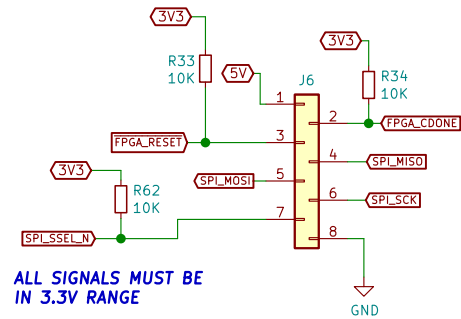 3V3
3V3
R33
10K
5V
J6
R34
10K
1
2
FPGA_CDONE
FPGA_RESET
3
4
SPI_MISO
3V3
SPI_MOSI
5
R62
10K
6
SPI_SCK
7
SPI_SSEL_N
8
ALL SIGNALS MUST BE
IN 3.3V RANGE
GND